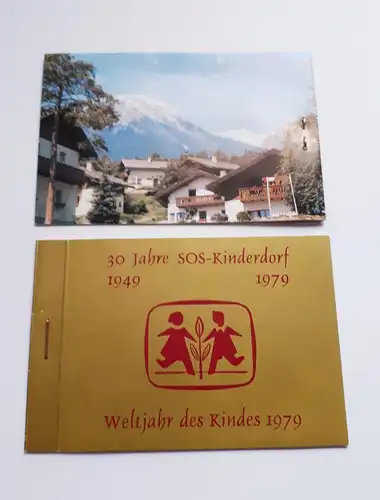 30 Jahre SOS-Kinderdorf
1949 1979
Weltjahr des Kindes 1979